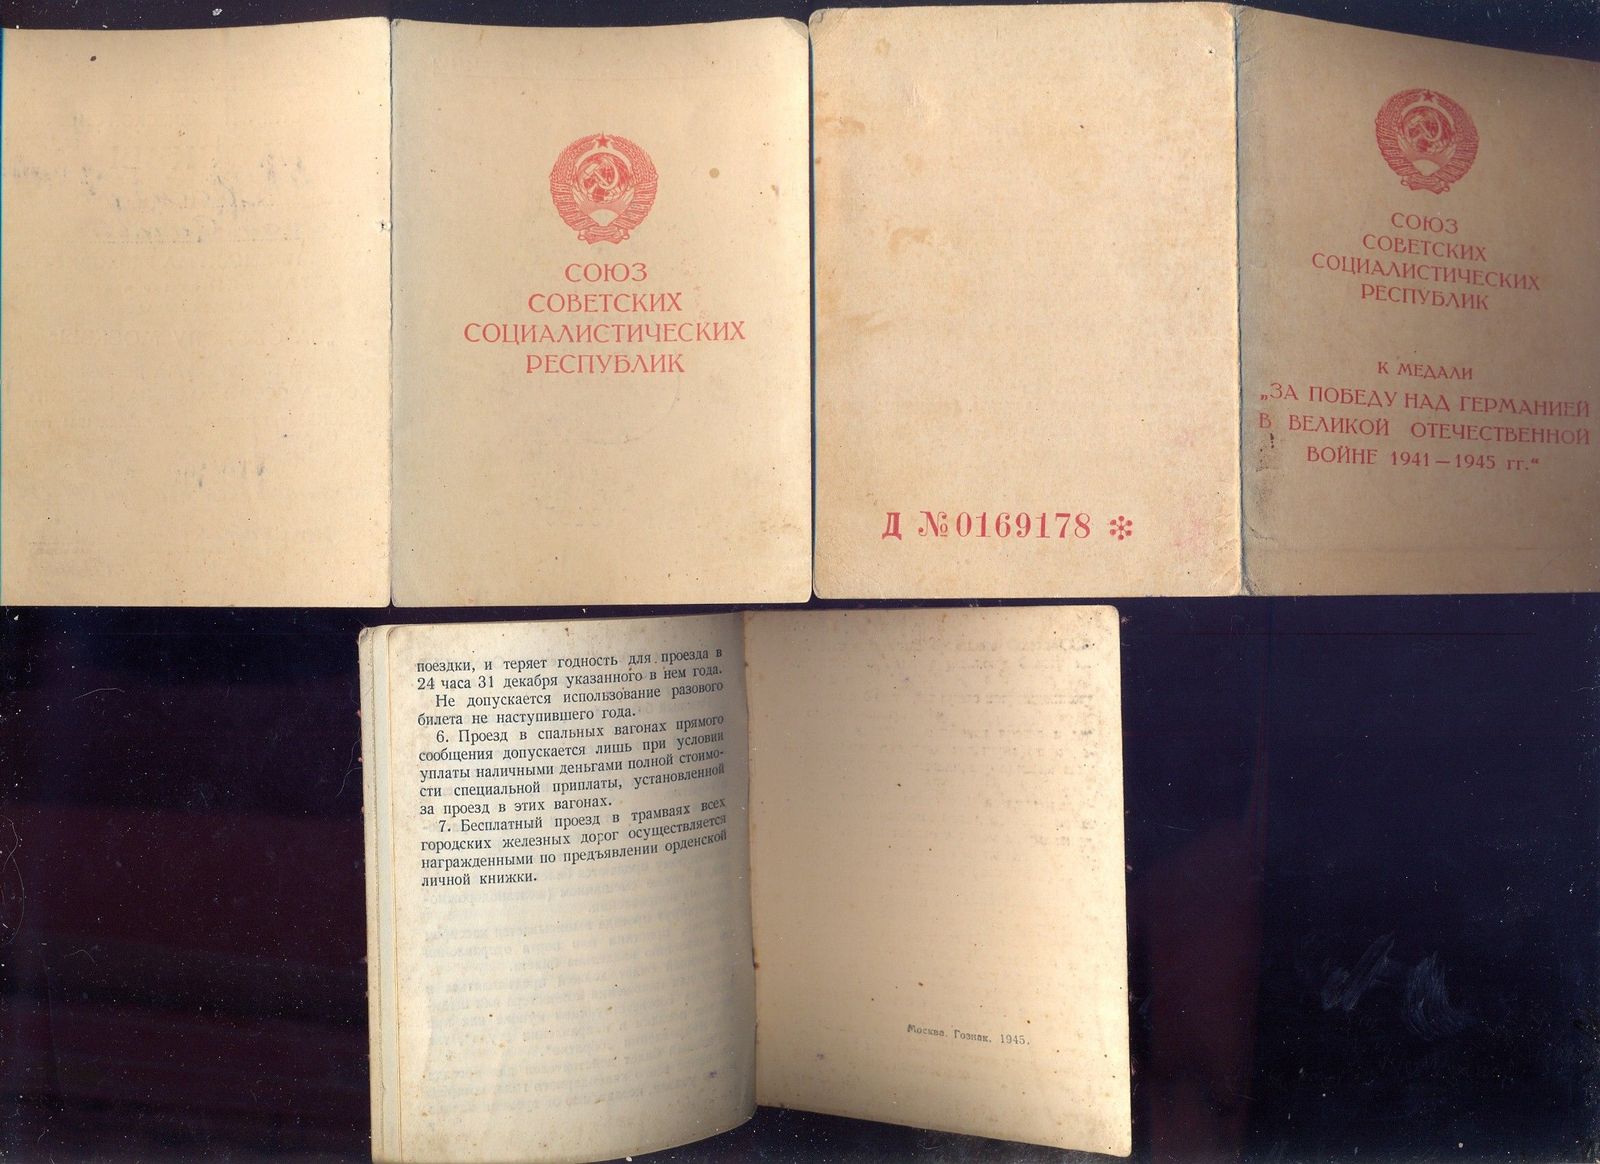 СОЮЗ
СОВЕТСКИХ
СОЦИАЛИСТИЧЕСКИХ
РЕСПУБЛИК
Д №0169178
СОЮЗ
СОВЕТСКИХ
СОЦИАЛИСТИЧЕСКИХ
РЕСПУБЛИК
К МЕДАЛИ
„ЗА ПОБЕДУ НАД ГЕРМАНИЕЙ
В ВЕЛИКОЙ ОТЕЧЕСТВЕННОЙ
ВОЙНЕ 1941—1945 гг.“
поездки, и теряет годность для проезда в
24 часа 31 декабря указанного в нем года.
Не допускается использование разового
билета не наступившего года.
6. Проезд в спальных вагонах прямого
сообщения допускается лишь при условии
уплаты наличными деньгами полной стоимо-
сти специальной приплаты, установленной
за проезд в этих вагонах.
7. Бесплатный проезд в трамваях всех
городских железных дорог осуществляется
награжденными по предъявлении орденской
личной книжки.
Москва. Гознак. 1945.